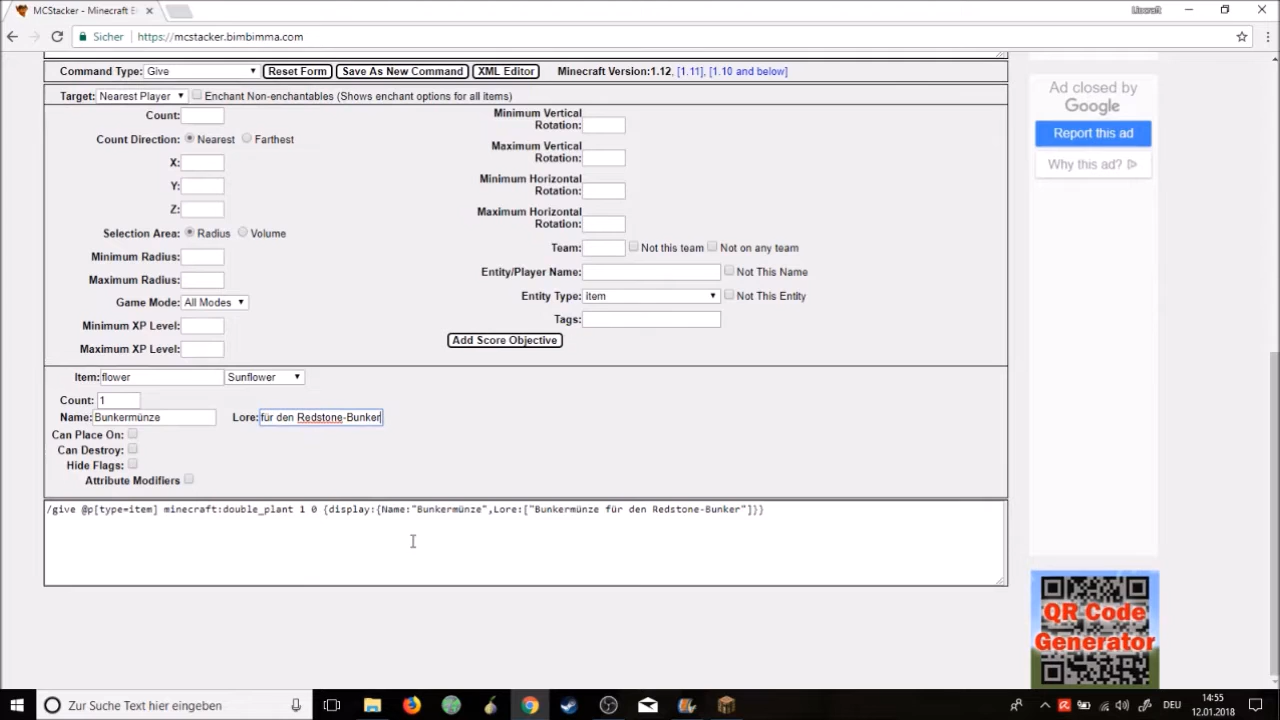 MCStacker - Minecraft E
Lincraft
Sicher https://mcstacker.bimbimma.com
Command Type: Give Reset Form Save As New Command XML Editor Minecraft Version:1.12, [1.11], [1.10 and below]
Target: Nearest Player Enchant Non-enchantables (Shows enchant options for all items)
Count:
Count Direction: Nearest Farthest
X:
Y:
Z:
Selection Area: Radius Volume
Minimum Radius:
Maximum Radius:
Game Mode: All Modes
Minimum XP Level:
Maximum XP Level:
Minimum Vertical
Rotation:
Maximum Vertical
Rotation:
Minimum Horizontal
Rotation:
Maximum Horizontal
Rotation:
Team: Not this team Not on any team
Entity/Player Name: Not This Name
Entity Type: item Not This Entity
Tags:
Add Score Objective
Item: flower Sunflower
Count: 1
Name: Bunkermünze Lore: für den Redstone-Bunker
Can Place On:
Can Destroy:
Hide Flags:
Attribute Modifiers
/give @p[type=item] minecraft:double_plant 1 0 {display:{Name:"Bunkermünze",Lore:["Bunkermünze für den Redstone-Bunker"]}}
Ad closed by
Google
Report this ad
Why this ad?
QR Code
Generator
Zur Suche Text hier eingeben
DEU
14:55
12.01.2018